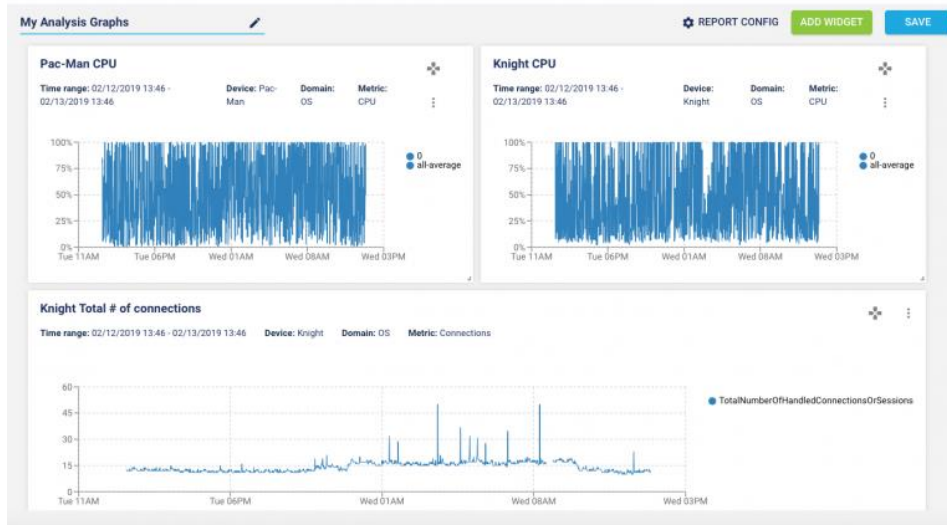 My Analysis Graphs
REPORT CONFIG
ADD WIDGET
SAVE
Pac-Man CPU
Time range: 02/12/2019 13:46 -
02/13/2019 13:46
Device: Pac-
Man
Domain:
OS
Metric:
CPU
100%
75%
50%
25%
0%
Tue 11AM
Tue 06PM
Wed 01AM
Wed 08AM
Wed 03PM
0
all-average
Knight CPU
Time range: 02/12/2019 13:46 -
02/13/2019 13:46
Device:
Knight
Domain:
OS
Metric:
CPU
100%
75%
50%
25%
0%
Tue 11AM
Tue 06PM
Wed 01AM
Wed 08AM
Wed 03PM
0
all-average
Knight Total # of connections
Time range: 02/12/2019 13:46 - 02/13/2019 13:46 Device: Knight Domain: OS Metric: Connections
60
45
30
15
0
Tue 11AM
Tue 06PM
Wed 01AM
Wed 08AM
Wed 03PM
TotalNumberOfHandledConnectionsOrSessions